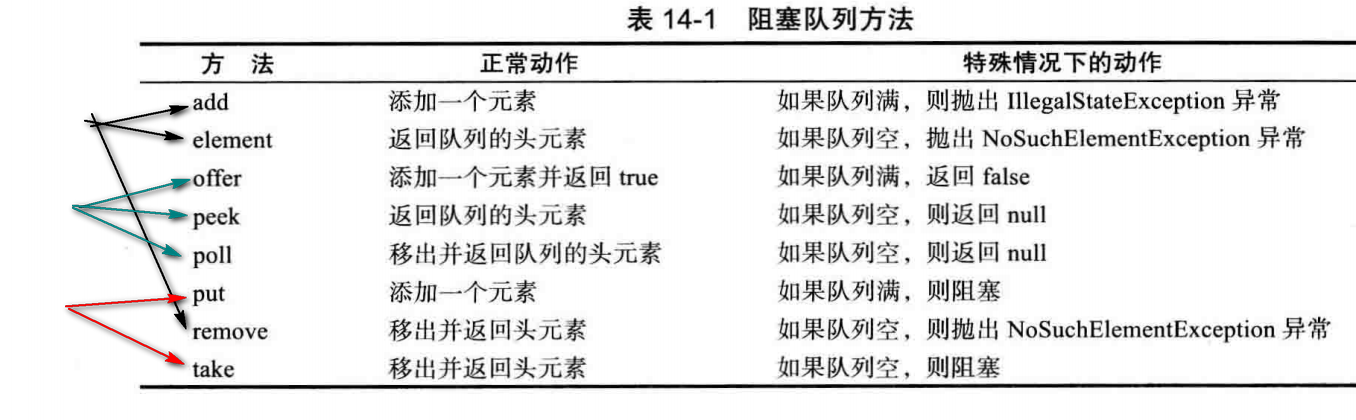 表 14-1 阻塞队列方法
方 法 正常动作 特殊情况下的动作
add 添加一个元素 如果队列满，则抛出 IllegalStateException 异常
element 返回队列的头元素 如果队列空，抛出 NoSuchElementException 异常
offer 添加一个元素并返回 true 如果队列满，返回 false
peek 返回队列的头元素 如果队列空，则返回 null
poll 移出并返回队列的头元素 如果队列空，则返回 null
put 添加一个元素 如果队列满，则阻塞
remove 移出并返回头元素 如果队列空，则抛出 NoSuchElementException 异常
take 移出并返回头元素 如果队列空，则阻塞